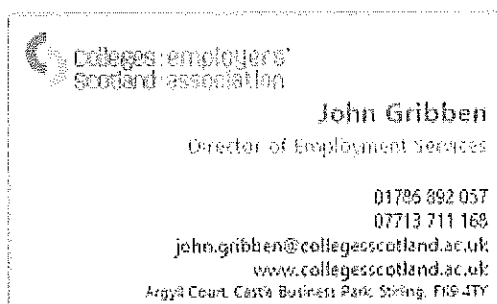 Colleges employers'
Scotland association
John Gribben
Director of Employment Services
01786 892 057
07713 711 168
john.gribben@collegesscotland.ac.uk
www.collegesscotland.ac.uk
Argyll Court, Castle Business Park, Stirling, FK9 4TY